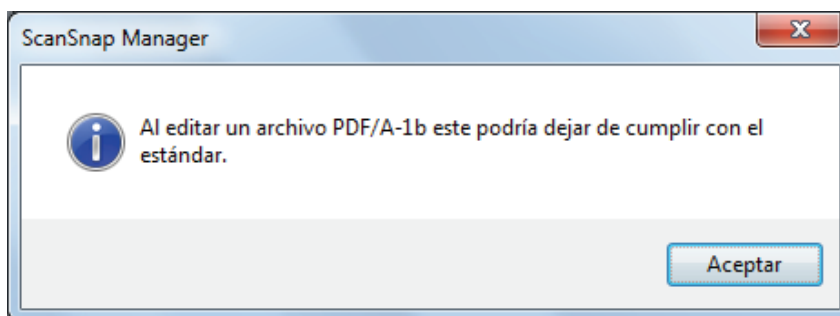 ScanSnap Manager
Al editar un archivo PDF/A-1b este podría dejar de cumplir con el
estándar.
Aceptar